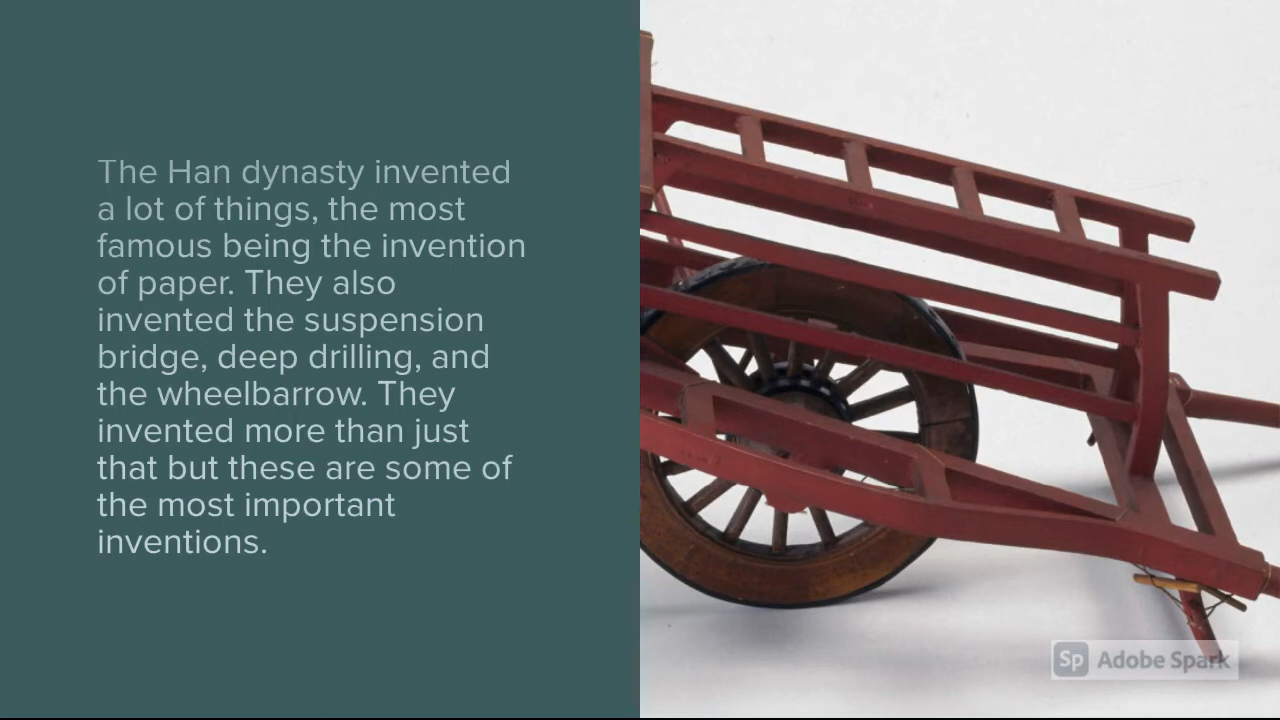 The Han dynasty invented
a lot of things, the most
famous being the invention
of paper. They also
invented the suspension
bridge, deep drilling, and
the wheelbarrow. They
invented more than just
that but these are some of
the most important
inventions.
Sp Adobe Spark